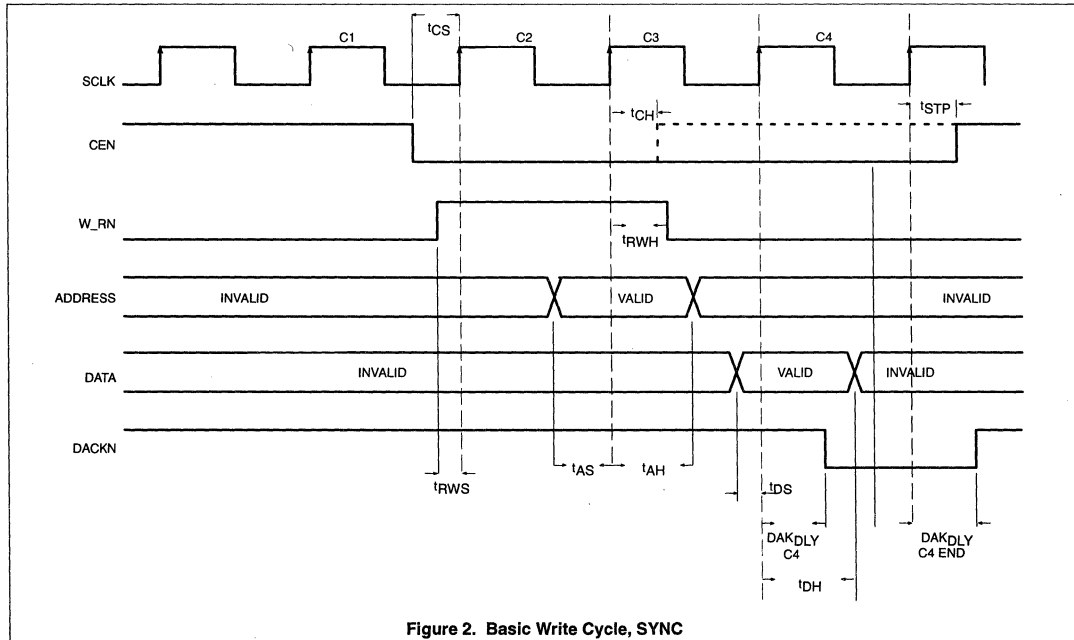 tCS
C1 C2 C3 C4
SCLK
tCH tSTP
CEN
W_RN
tRWH
ADDRESS INVALID VALID INVALID
DATA INVALID VALID INVALID
DACKN
tAS tAH
tRWS tDS
DAKDLY C4
DAKDLY C4 END
tDH
Figure 2. Basic Write Cycle, SYNC